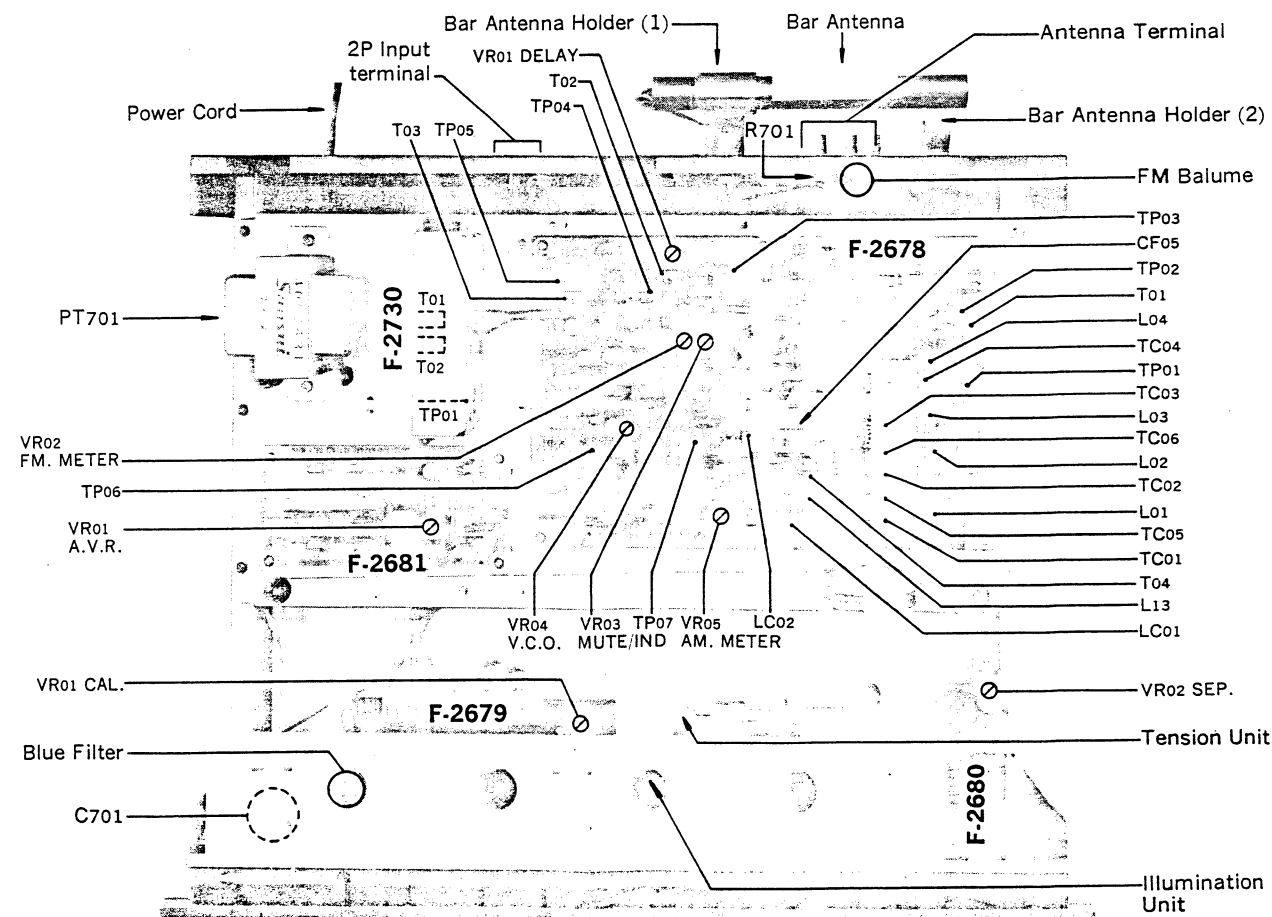 Bar Antenna Holder (1)
Bar Antenna
Antenna Terminal
2P Input
terminal
VR01 DELAY
T02
TP04
Power Cord
T03
TP05
R701
Bar Antenna Holder (2)
FM Balume
TP03
F-2678
CF05
TP02
T01
L04
TC04
TP01
TC03
L03
TC06
L02
TC02
L01
TC05
TC01
T04
L13
LC01
PT701
F-2730
T01
T02
TP01
VR02
FM. METER
TP06
VR01
A.V.R.
F-2681
VR04
V.C.O.
VR03
MUTE/IND
TP07
VR05
AM. METER
LC02
VR01 CAL.
F-2679
VR02 SEP.
Tension Unit
Blue Filter
C701
F-2680
Illumination
Unit